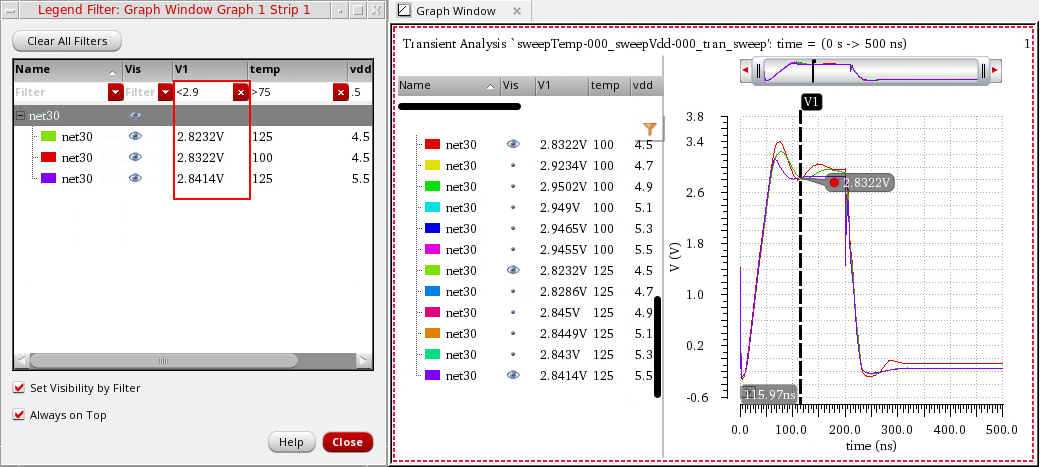 Legend Filter: Graph Window Graph 1 Strip 1
Clear All Filters
Name Vis V1 temp vdd
Filter Filter <2.9 >75 .5
net30
net30 2.8232V 125 4.5
net30 2.8322V 100 4.5
net30 2.8414V 125 5.5
Set Visibility by Filter
Always on Top
Help Close
Graph Window
Transient Analysis `sweepTemp-000_sweepVdd-000_tran_sweep': time = (0 s -> 500 ns) 1
Name Vis V1 temp vdd
net30 2.8322V 100 4.5
net30 2.9234V 100 4.7
net30 2.9502V 100 4.9
net30 2.949V 100 5.1
net30 2.9465V 100 5.3
net30 2.9455V 100 5.5
net30 2.8232V 125 4.5
net30 2.8286V 125 4.7
net30 2.845V 125 4.9
net30 2.8449V 125 5.1
net30 2.843V 125 5.3
net30 2.8414V 125 5.5
V1
3.8
3.4
2.6
1.8
1.0
0.2
-0.6
V (V)
2.8322V
115.97ns
0.0 100.0 200.0 300.0 400.0 500.0
time (ns)